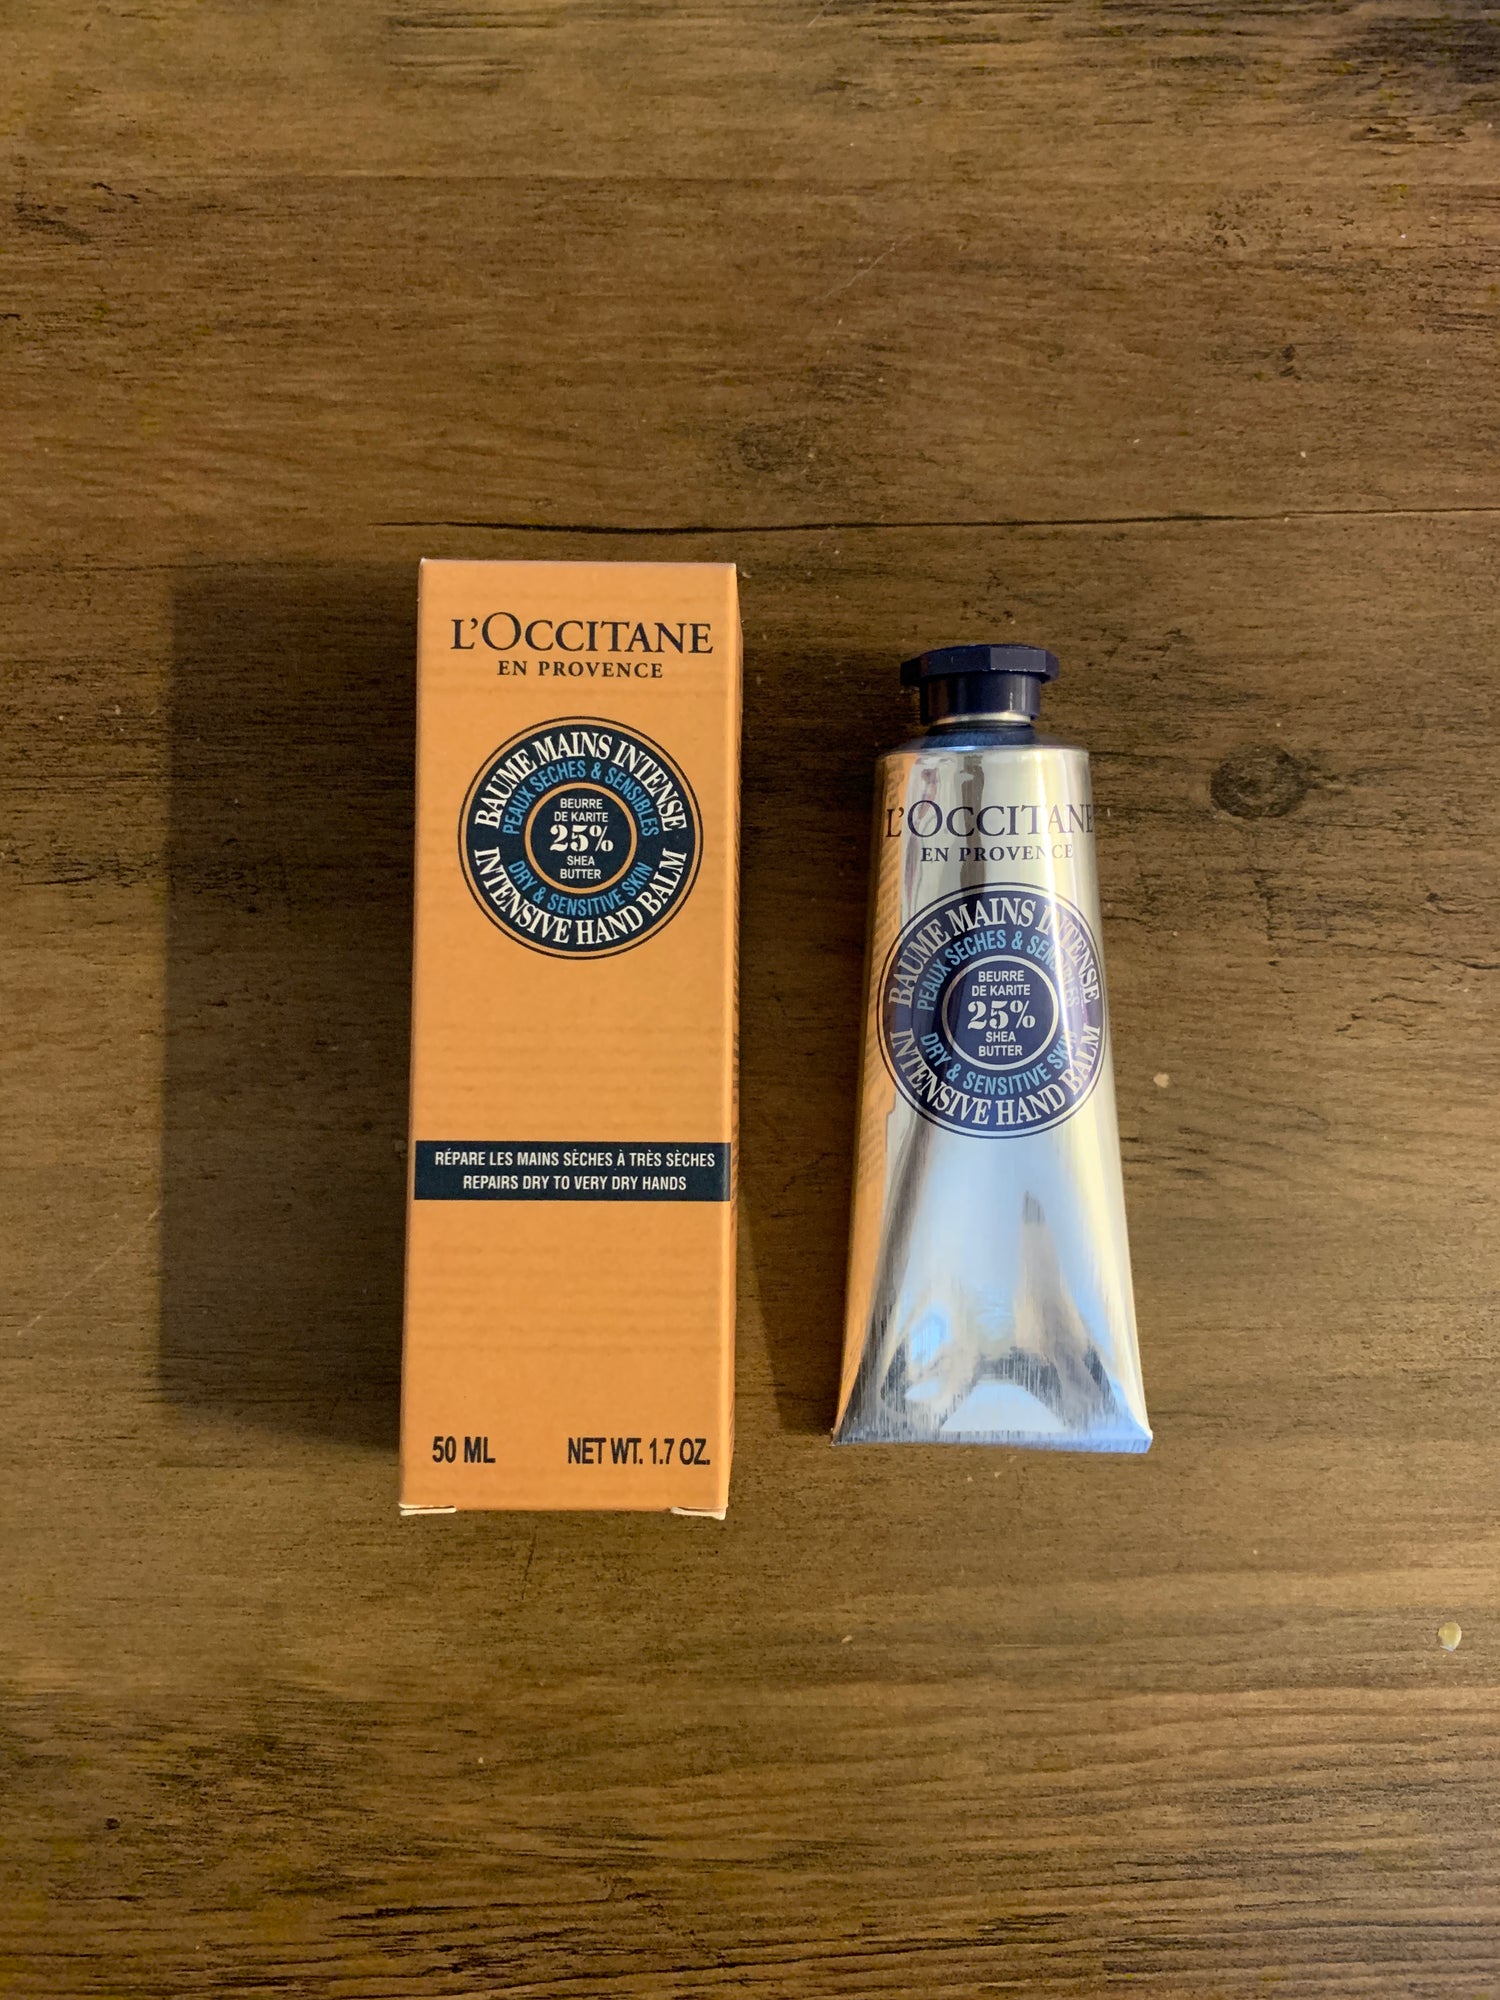 L'OCCITANE
EN PROVENCE
BAUME MAINS INTENSE
PEAUX SECHES & SENSIBLES
BEURRE
DE KARITE
25%
SHEA
BUTTER
DRY & SENSITIVE SKIN
INTENSIVE HAND BALM
RÉPARE LES MAINS SÈCHES À TRÈS SÈCHES
REPAIRS DRY TO VERY DRY HANDS
50 ML NET WT. 1.7 OZ.
L'OCCITANE
EN PROVENCE
BAUME MAINS INTENSE
PEAUX SECHES & SENSIBLES
BEURRE
DE KARITE
25%
SHEA
BUTTER
DRY & SENSITIVE SKIN
INTENSIVE HAND BALM